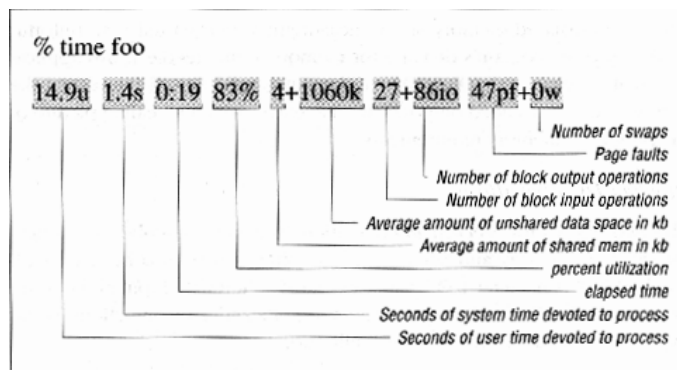 % time foo
14.9u 1.4s 0:19 83% 4+1060k 27+86io 47pf+0w
Number of swaps
Page faults
Number of block output operations
Number of block input operations
Average amount of unshared data space in kb
Average amount of shared mem in kb
percent utilization
elapsed time
Seconds of system time devoted to process
Seconds of user time devoted to process